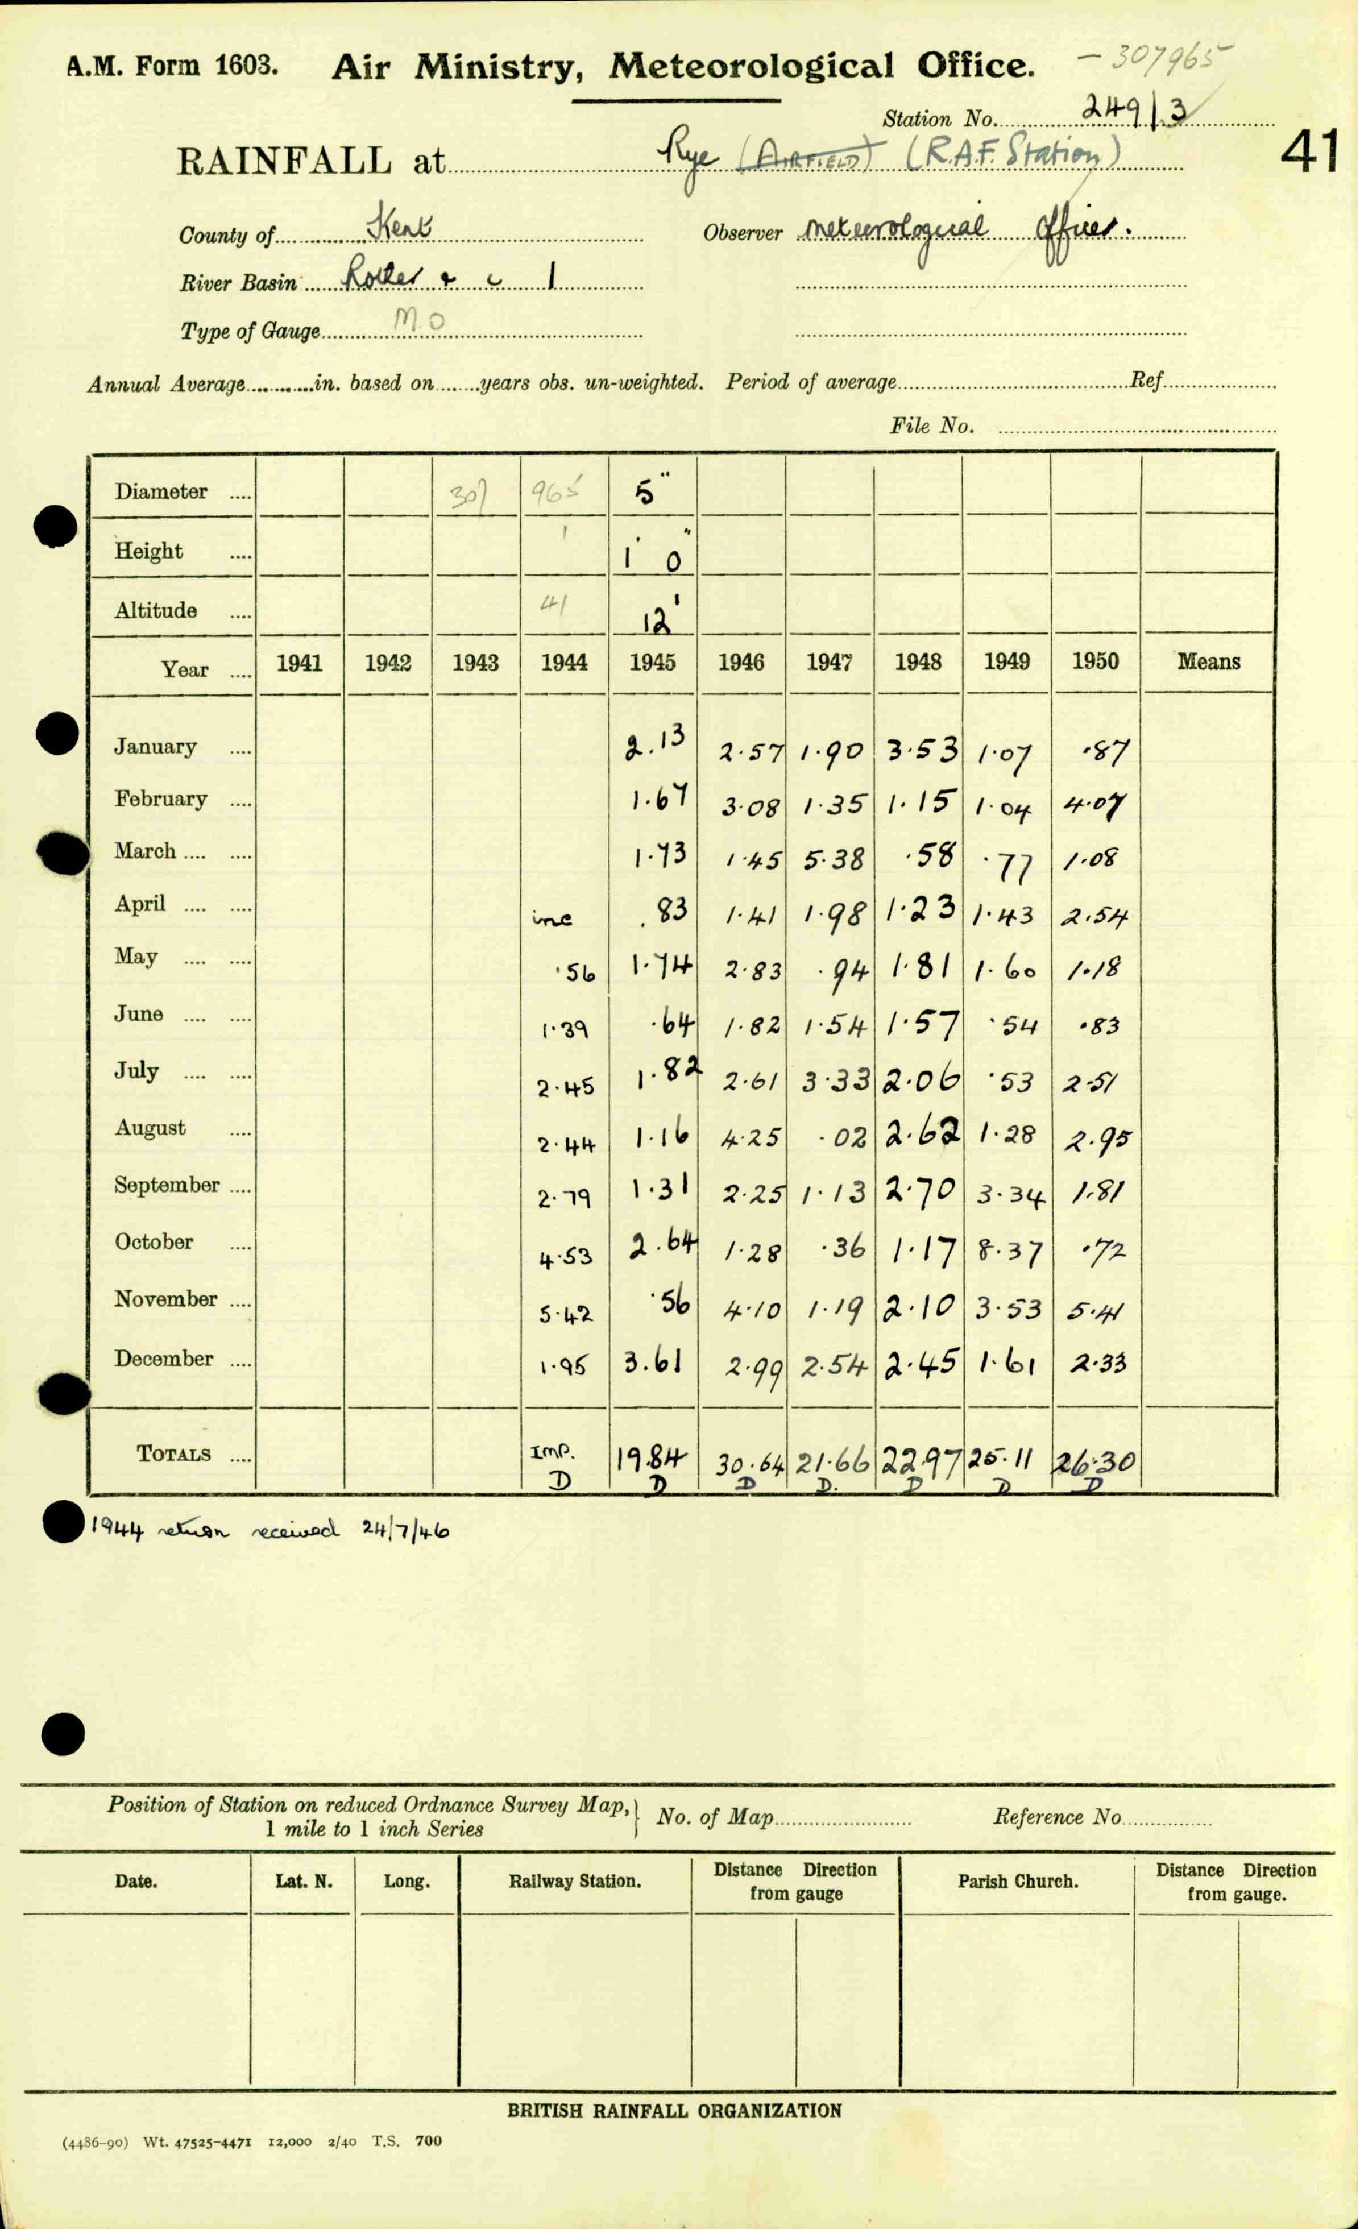 A.M. Form 1603. Air Ministry, Meteorological Office. – 307965
Station No. 249/3
41
RAINFALL at Rye (AIRFIELD) (R.A.F. Station)
County of Kent Observer Meteorological Officer.
River Basin Rother & c 1
Type of Gauge M O
Annual Average in. based on years obs. un-weighted. Period of average Ref.
File No.
Diameter .... 307 965 5"
Height .... 1 1' 0"
Altitude .... 41 12'
Year .... 1941 1942 1943 1944 1945 1946 1947 1948 1949 1950 Means
January .... 2.13 2.57 1.90 3.53 1.07 .87
February .... 1.67 3.08 1.35 1.15 1.04 4.07
March .... .... 1.73 1.45 5.38 .58 .77 1.08
April .... .... inc .83 1.41 1.98 1.23 1.43 2.54
May .... .... .56 1.74 2.83 .94 1.81 1.60 1.18
June .... .... 1.39 .64 1.82 1.54 1.57 .54 .83
July .... .... 2.45 1.82 2.61 3.33 2.06 .53 2.51
August .... 2.44 1.16 4.25 .02 2.62 1.28 2.95
September .... 2.79 1.31 2.25 1.13 2.70 3.34 1.81
October .... 4.53 2.64 1.28 .36 1.17 8.37 .72
November .... 5.42 .56 4.10 1.19 2.10 3.53 5.41
December .... 1.95 3.61 2.99 2.54 2.45 1.61 2.33
TOTALS .... IMP. 19.84 30.64 21.66 22.97 25.11 26.30
D D D D. D D D
1944 return received 24/7/46
Position of Station on reduced Ordnance Survey Map, } No. of Map Reference No.
1 mile to 1 inch Series
Date. Lat. N. Long. Railway Station. Distance Direction from gauge Parish Church. Distance Direction from gauge.
BRITISH RAINFALL ORGANIZATION
(4486-90) Wt. 47525-4471 12,000 2/40 T.S. 700